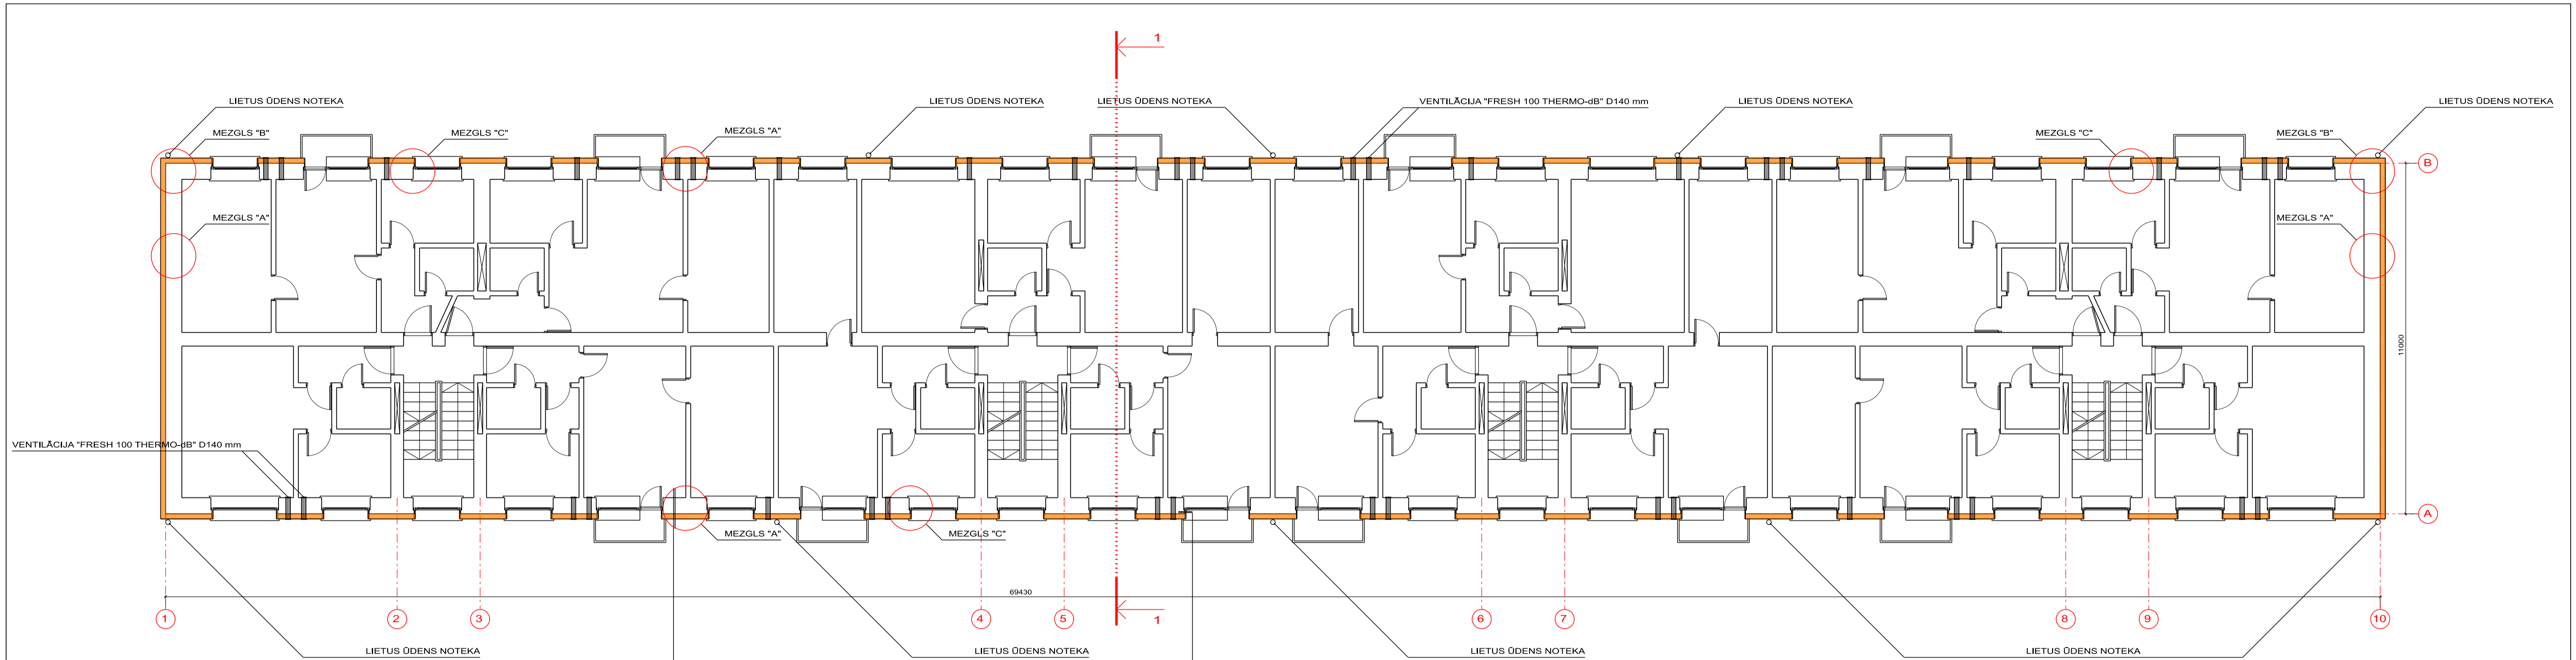 1
LIETUS ŪDENS NOTEKA
LIETUS ŪDENS NOTEKA
LIETUS ŪDENS NOTEKA
VENTILĀCIJA "FRESH 100 THERMO-dB" D140 mm
LIETUS ŪDENS NOTEKA
LIETUS ŪDENS NOTEKA
MEZGLS "B"
MEZGLS "C"
MEZGLS "A"
MEZGLS "C"
MEZGLS "B"
B
MEZGLS "A"
MEZGLS "A"
11000
VENTILĀCIJA "FRESH 100 THERMO-dB" D140 mm
A
MEZGLS "A"
MEZGLS "C"
69430
1
2
3
4
5
1
6
7
8
9
10
LIETUS ŪDENS NOTEKA
LIETUS ŪDENS NOTEKA
LIETUS ŪDENS NOTEKA
LIETUS ŪDENS NOTEKA